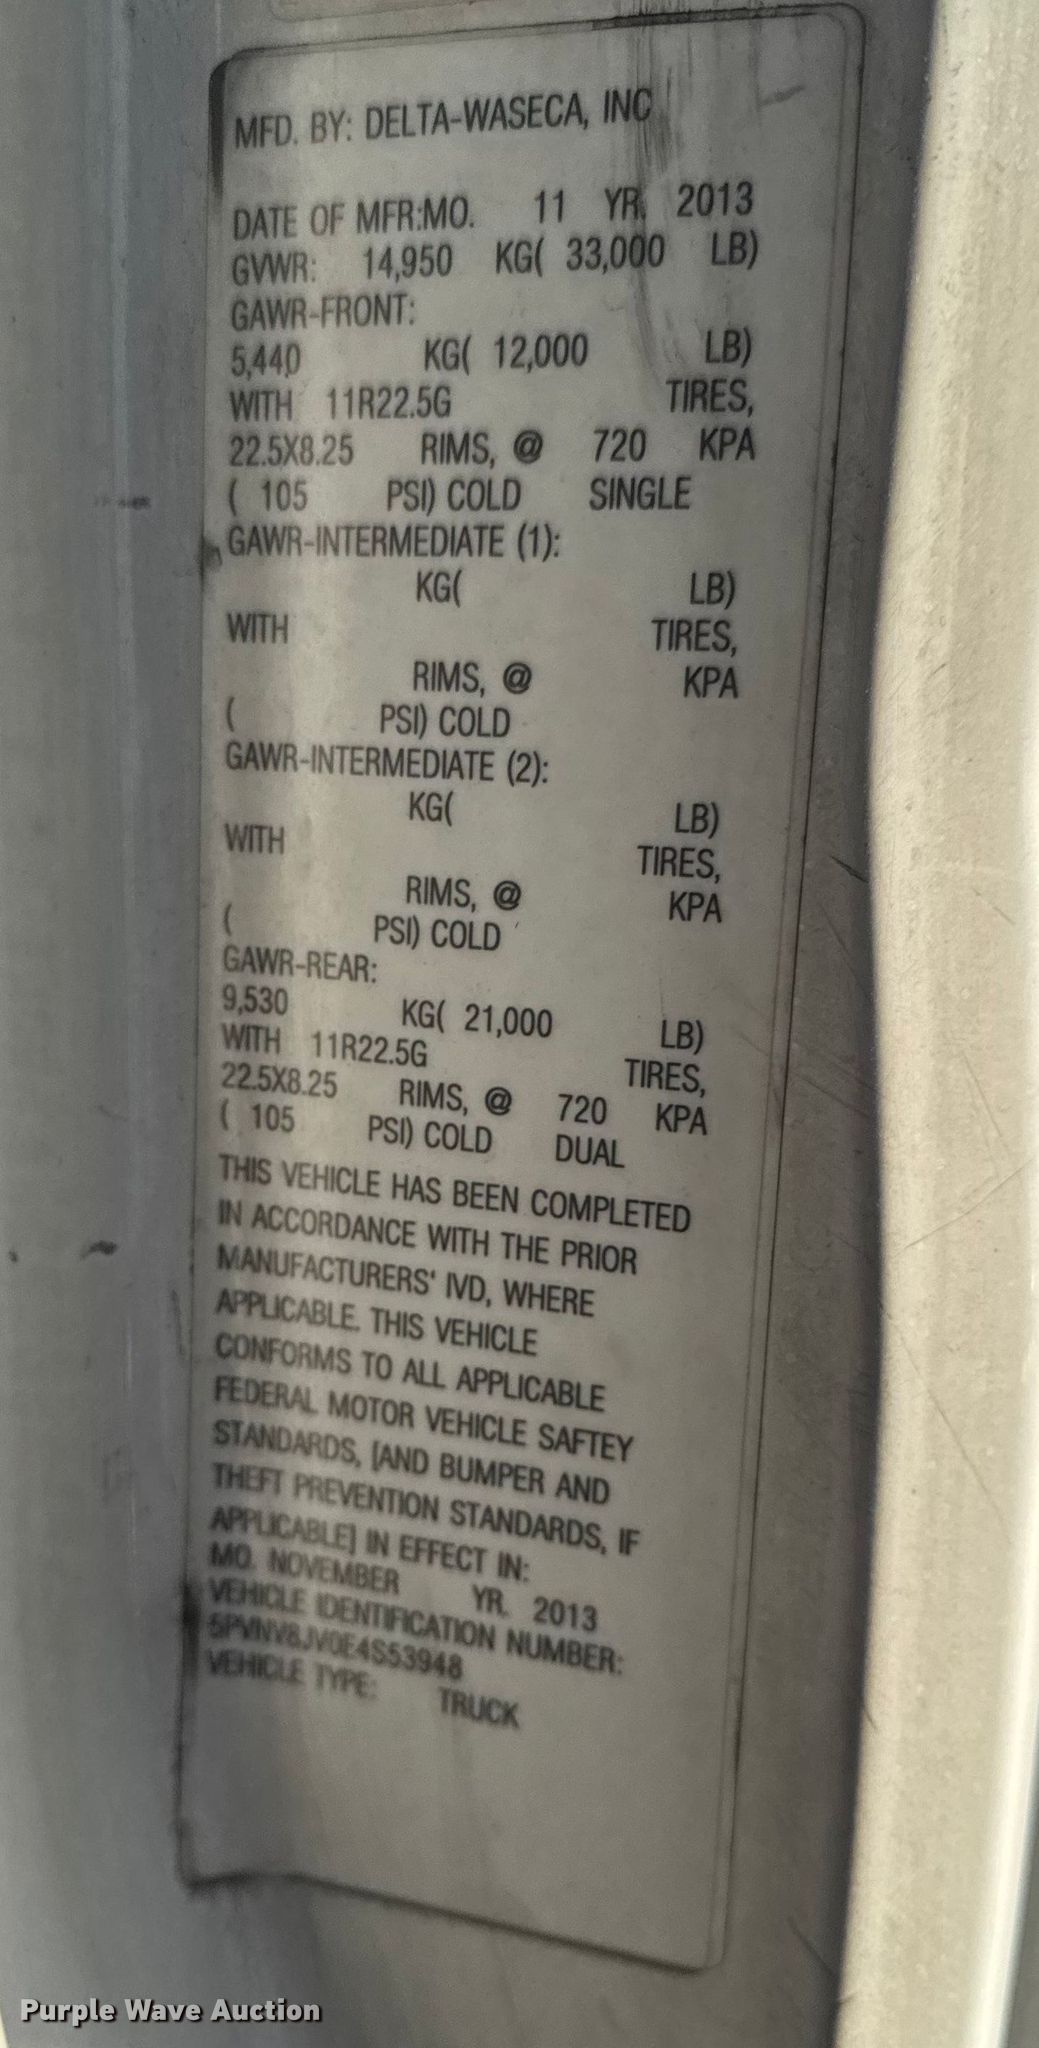 MFD. BY: DELTA-WASECA, INC
DATE OF MFR:MO. 11 YR. 2013
GVWR: 14,950 KG( 33,000 LB)
GAWR-FRONT:
5,440 KG( 12,000 LB)
WITH 11R22.5G TIRES,
22.5X8.25 RIMS, @ 720 KPA
( 105 PSI) COLD SINGLE
GAWR-INTERMEDIATE (1):
KG( LB)
WITH TIRES,
RIMS, @ KPA
( PSI) COLD
GAWR-INTERMEDIATE (2):
KG( LB)
WITH TIRES,
RIMS, @ KPA
( PSI) COLD
GAWR-REAR:
9,530 KG( 21,000 LB)
WITH 11R22.5G TIRES,
22.5X8.25 RIMS, @ 720 KPA
( 105 PSI) COLD DUAL
THIS VEHICLE HAS BEEN COMPLETED
IN ACCORDANCE WITH THE PRIOR
MANUFACTURERS' IVD, WHERE
APPLICABLE. THIS VEHICLE
CONFORMS TO ALL APPLICABLE
FEDERAL MOTOR VEHICLE SAFTEY
STANDARDS, [AND BUMPER AND
THEFT PREVENTION STANDARDS, IF
APPLICABLE] IN EFFECT IN:
MO. NOVEMBER YR. 2013
VEHICLE IDENTIFICATION NUMBER:
5PVNV8JV0E4S53948
VEHICLE TYPE: TRUCK
Purple Wave Auction